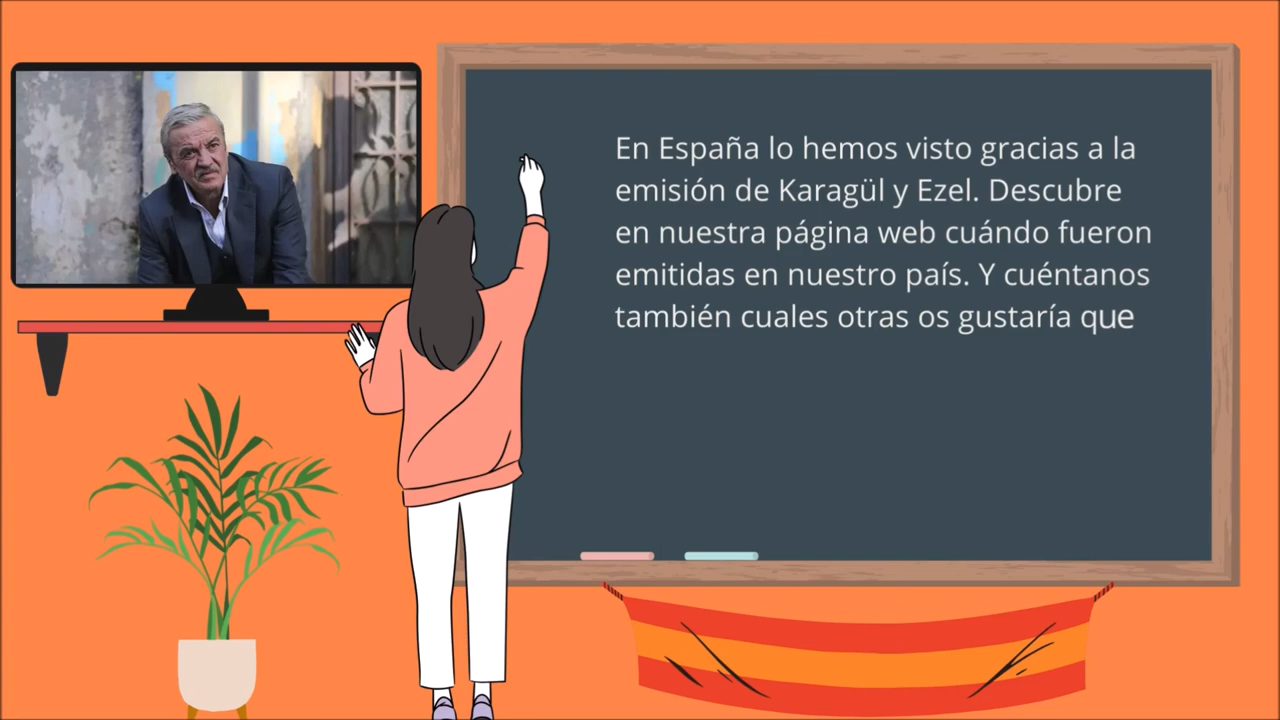 En España lo hemos visto gracias a la
emisión de Karagül y Ezel. Descubre
en nuestra página web cuándo fueron
emitidas en nuestro país. Y cuéntanos
también cuales otras os gustaría que